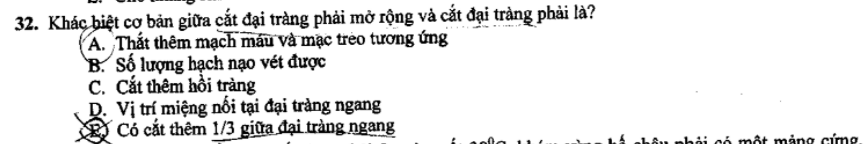 32. Khác biệt cơ bản giữa cắt đại tràng phải mở rộng và cắt đại tràng phải là?
A. Thắt thêm mạch máu và mạc treo tương ứng
B. Số lượng hạch nạo vét được
C. Cắt thêm hồi tràng
D. Vị trí miệng nối tại đại tràng ngang
E. Có cắt thêm 1/3 giữa đại tràng ngang
phải có một mảng cứng